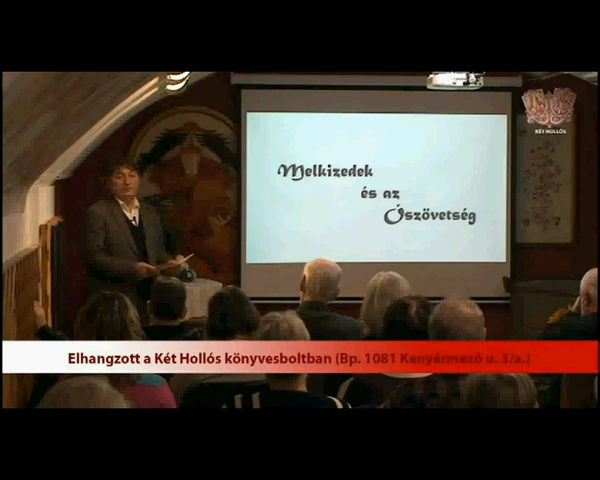 KÉT HOLLÓS
Melkizedek
és az
Ószövetség
Elhangzott a Két Hollós könyvesboltban (Bp. 1081 Kenyérmező u. 3/a.)